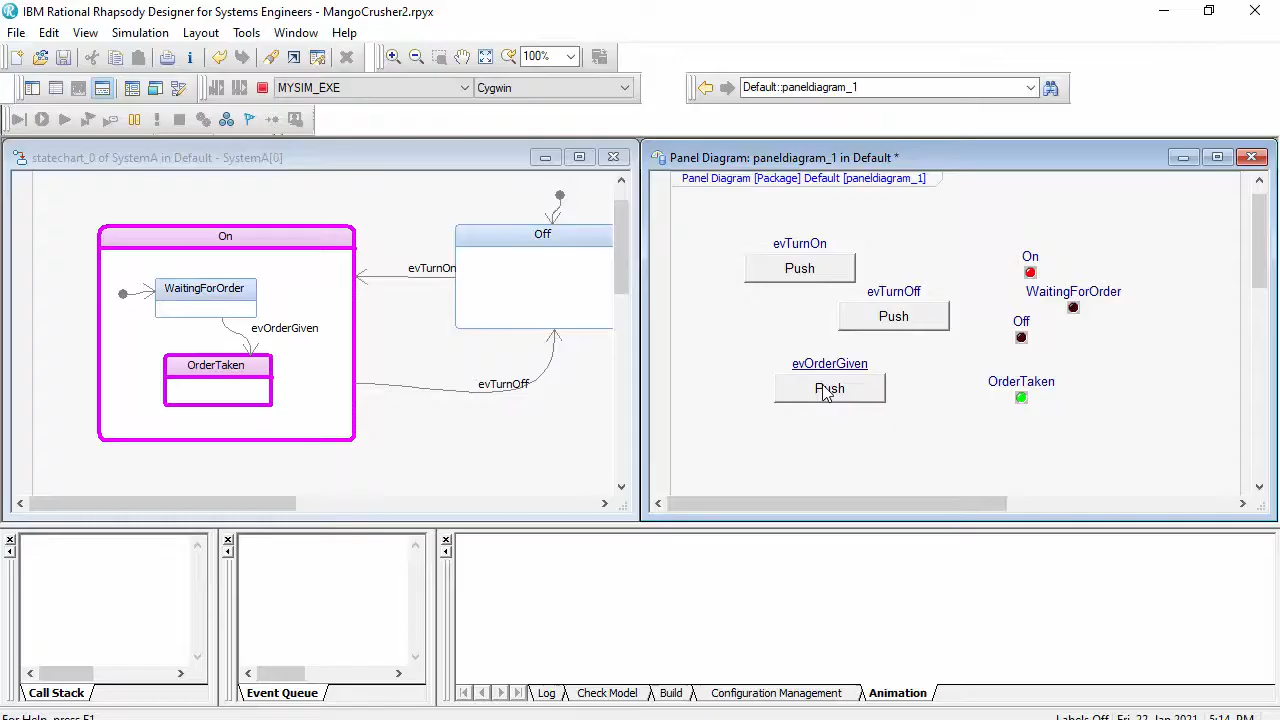 IBM Rational Rhapsody Designer for Systems Engineers - MangoCrusher2.rpyx
File Edit View Simulation Layout Tools Window Help
100%
MYSIM_EXE Cygwin Default::paneldiagram_1
statechart_0 of SystemA in Default - SystemA[0]
On
WaitingForOrder
evOrderGiven
OrderTaken
Off
evTurnOn
evTurnOff
Panel Diagram: paneldiagram_1 in Default *
Panel Diagram [Package] Default [paneldiagram_1]
evTurnOn
Push
evTurnOff
Push
evOrderGiven
Push
On
WaitingForOrder
Off
OrderTaken
Call Stack
Event Queue
Log Check Model Build Configuration Management Animation
For Help, press F1
Labels Off Fri, 22, Jan 2021 5:14 PM